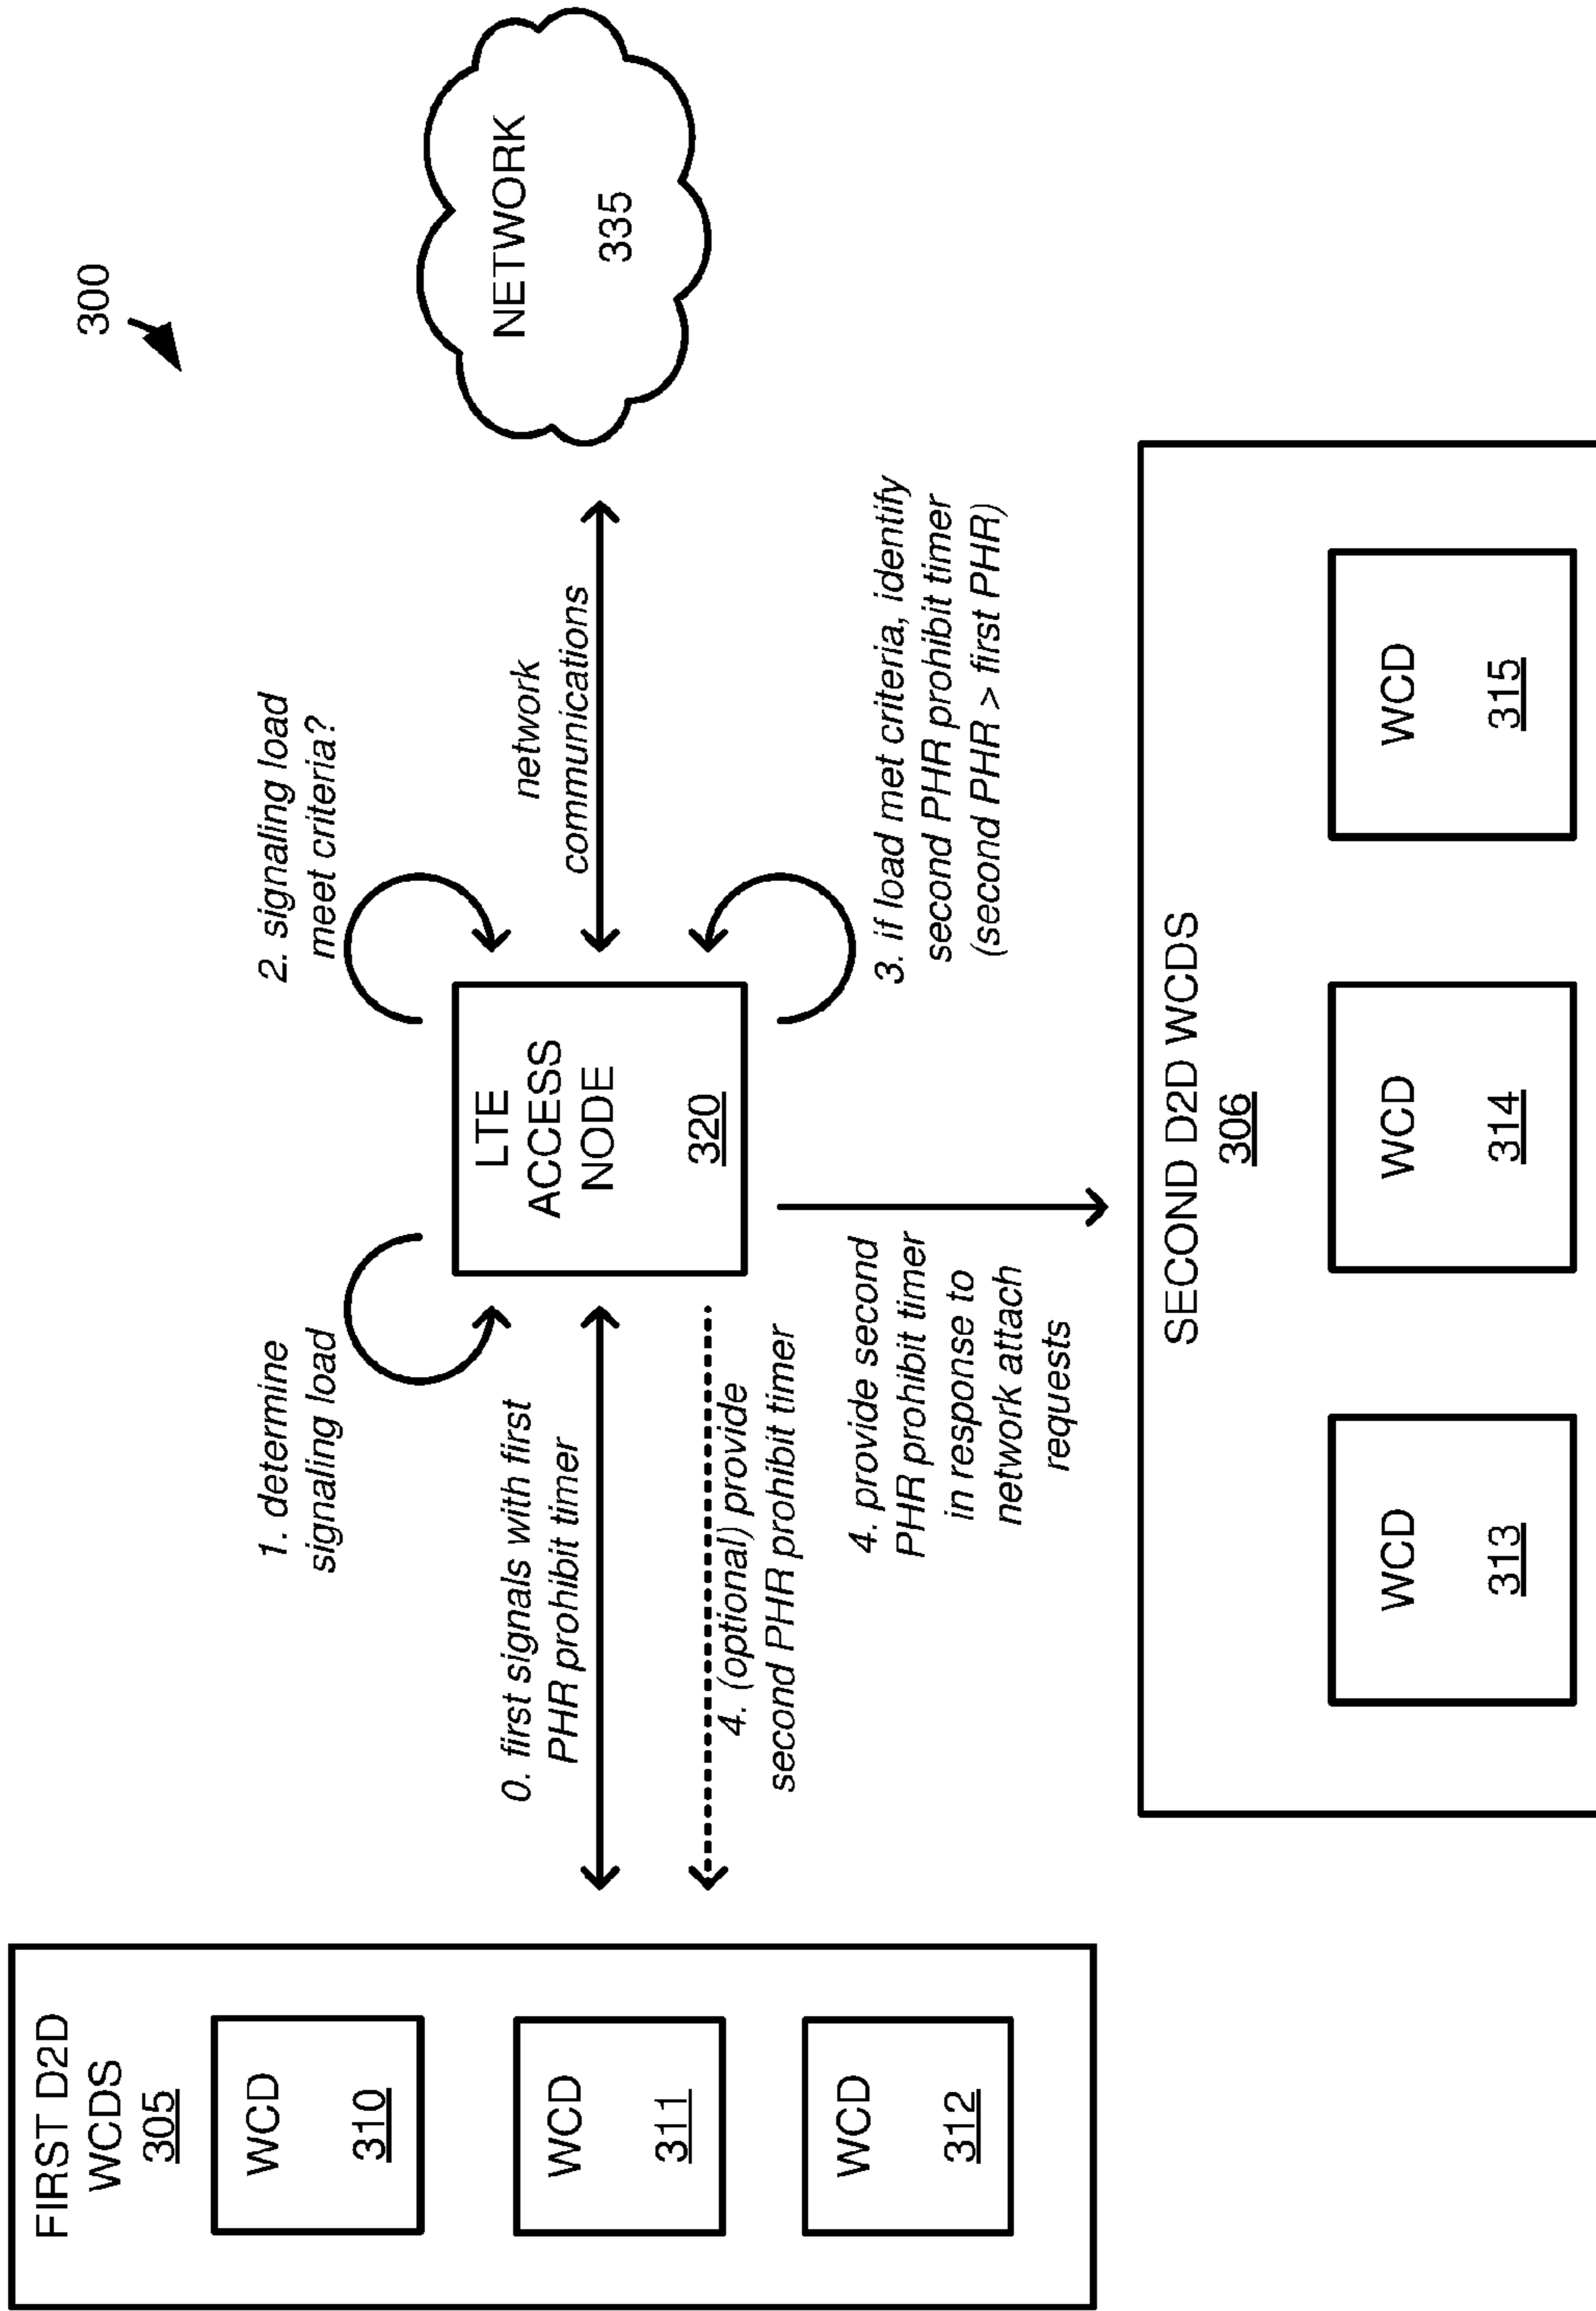 300
FIRST D2D
WCDS
305
WCD
310
WCD
311
WCD
312
1. determine
signaling load
2. signaling load
meet criteria?
0. first signals with first
PHR prohibit timer
LTE
ACCESS
NODE
320
network
communications
NETWORK
335
4. (optional) provide
second PHR prohibit timer
4. provide second
PHR prohibit timer
in response to
network attach
requests
3. if load met criteria, identify
second PHR prohibit timer
(second PHR > first PHR)
SECOND D2D WCDS
306
WCD
313
WCD
314
WCD
315